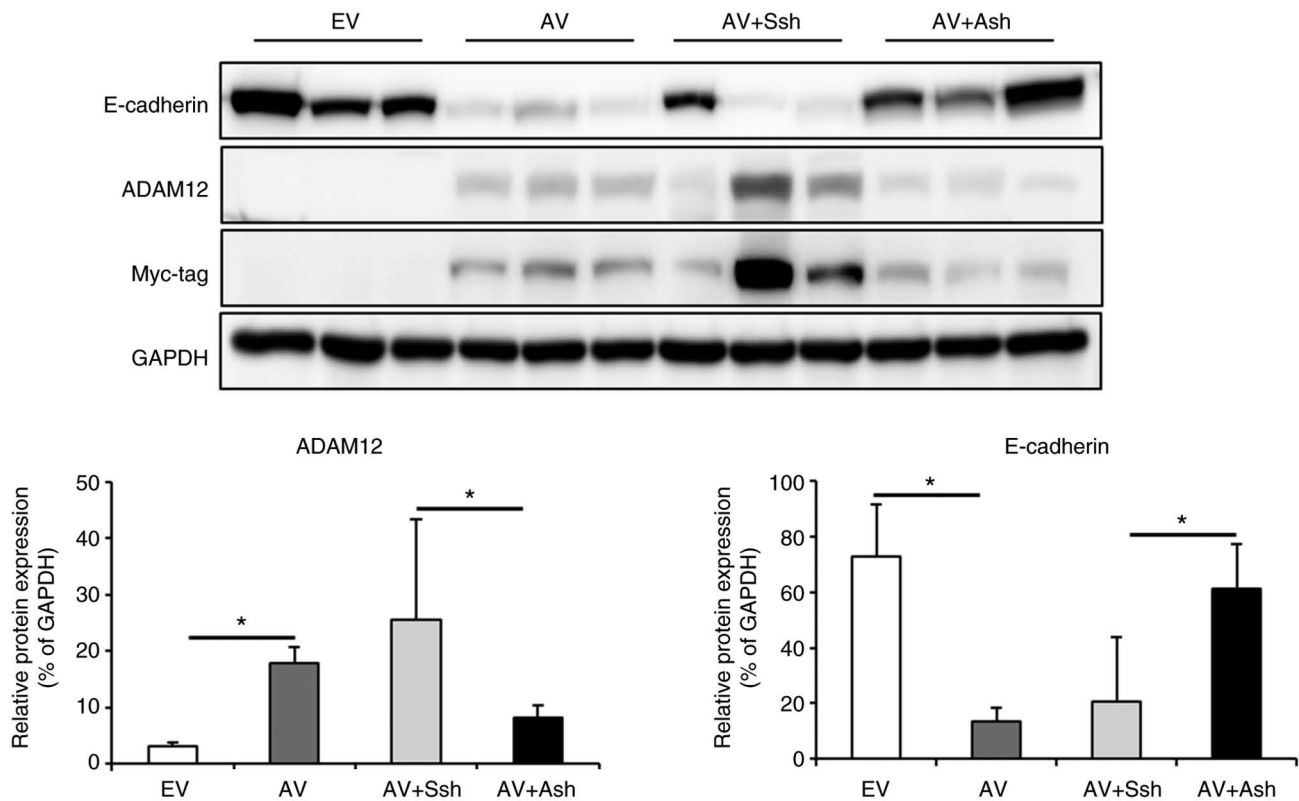 EV AV AV+Ssh AV+Ash
E-cadherin
ADAM12
Myc-tag
GAPDH
ADAM12
Relative protein expression
(% of GAPDH)
50
40
30
20
10
0
*
*
EV AV AV+Ssh AV+Ash
E-cadherin
Relative protein expression
(% of GAPDH)
100
80
60
40
20
0
*
*
EV AV AV+Ssh AV+Ash